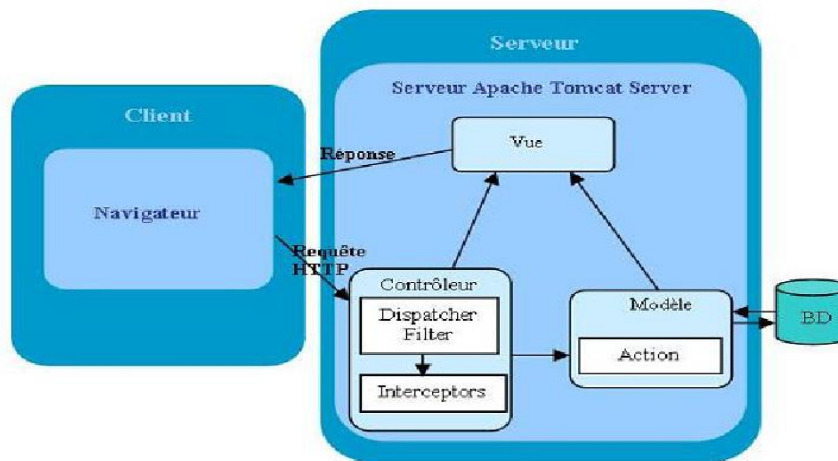 Serveur
Serveur Apache Tomcat Server
Client
Vue
Réponse
Navigateur
Requête
HTTP
Contrôleur
Dispatcher
Filter
Interceptors
Modèle
Action
BD